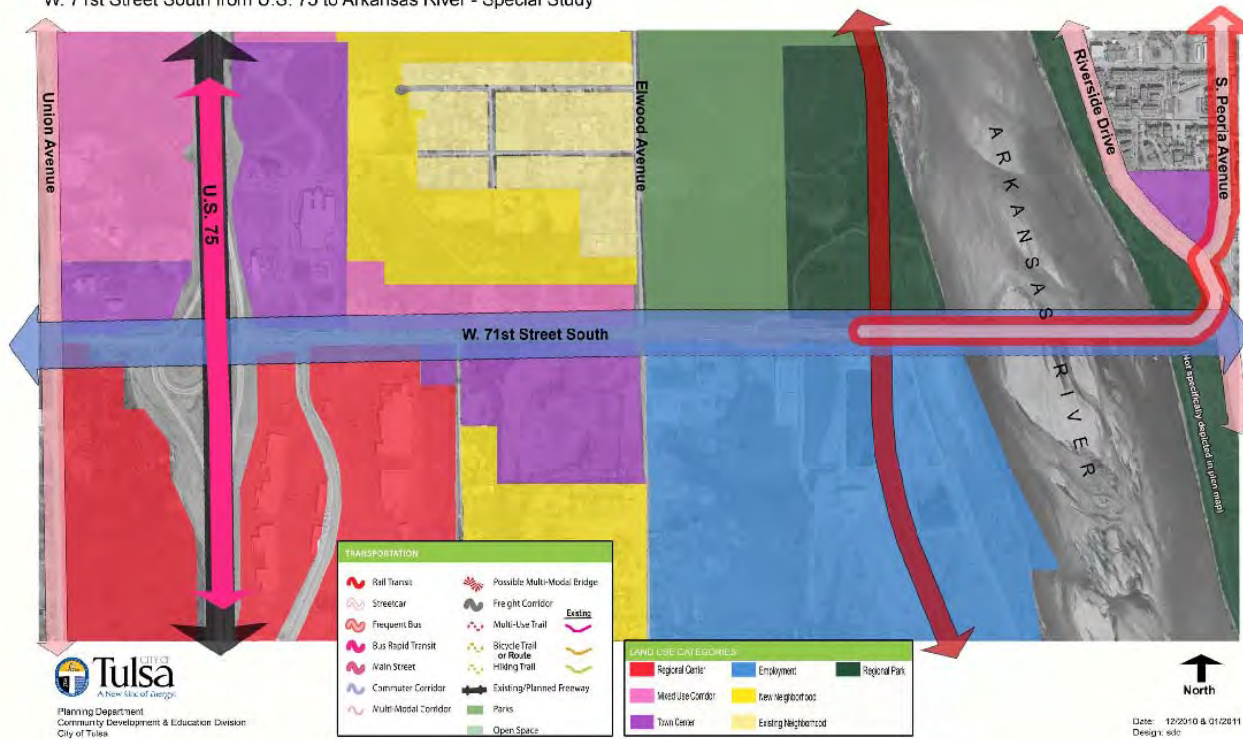 W. 71st Street South from U.S. 75 to Arkansas River - Special Study
Union Avenue
U.S. 75
Elwood Avenue
ARKANSAS RIVER
Riverside Drive
S. Peoria Avenue
W. 71st Street South
(Not specifically depicted in plan map)
TRANSPORTATION
Rail Transit
Streetcar
Frequent Bus
Bus Rapid Transit
Main Street
Commuter Corridor
Multi-Modal Corridor
Possible Multi-Modal Bridge
Freight Corridor
Existing
Multi-Use Trail
Bicycle Trail
or Route
Hiking Trail
Existing/Planned Freeway
Parks
Open Space
LAND USE CATEGORIES
Regional Center
Mixed Use Corridor
Town Center
Employment
New Neighborhood
Existing Neighborhood
Regional Park
CITY OF
Tulsa
A New Kind of Energy.
Planning Department
Community Development & Education Division
City of Tulsa
North
Date: 12/2010 & 01/2011
Design: sdc